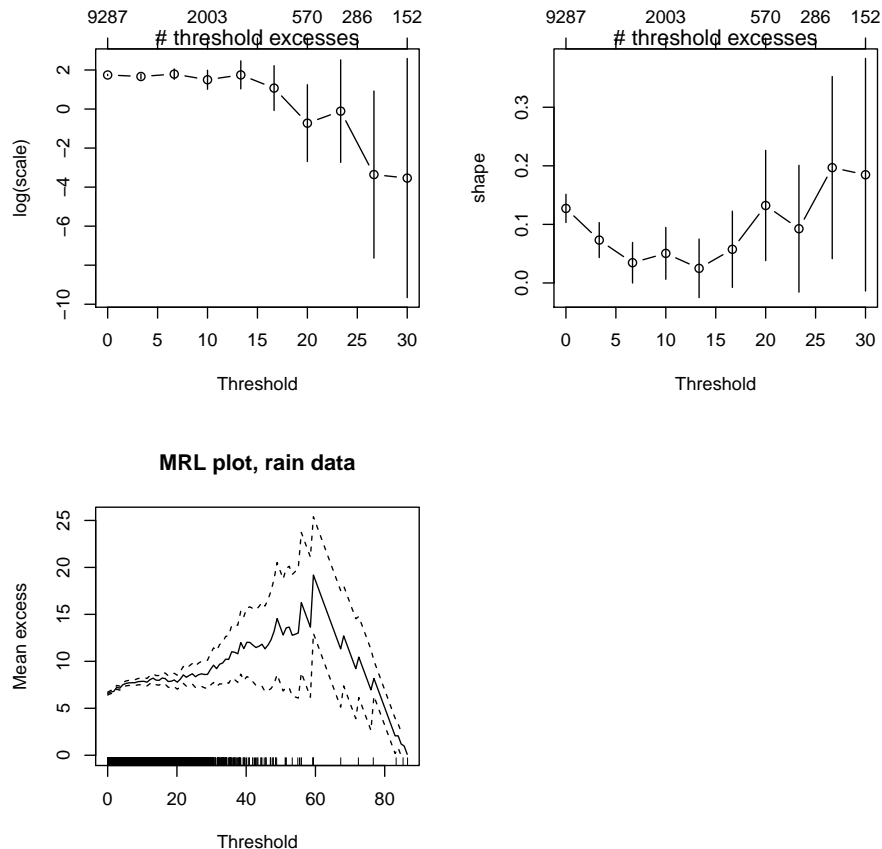 9287 2003 570 286 152
# threshold excesses
2
0
−2
−4
−6
−10
log(scale)
0 5 10 15 20 25 30
Threshold
9287 2003 570 286 152
# threshold excesses
0.3
0.2
0.1
0.0
shape
0 5 10 15 20 25 30
Threshold
MRL plot, rain data
25
20
15
10
5
0
Mean excess
0 20 40 60 80
Threshold